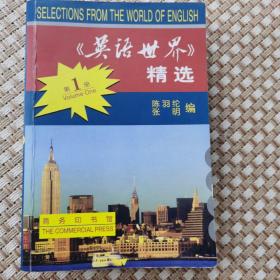 SELECTIONS FROM THE WORLD OF ENGLISH
《英语世界》
精选
第1册
Volume One
陈羽纶
张明 编
商务印书馆
THE COMMERCIAL PRESS